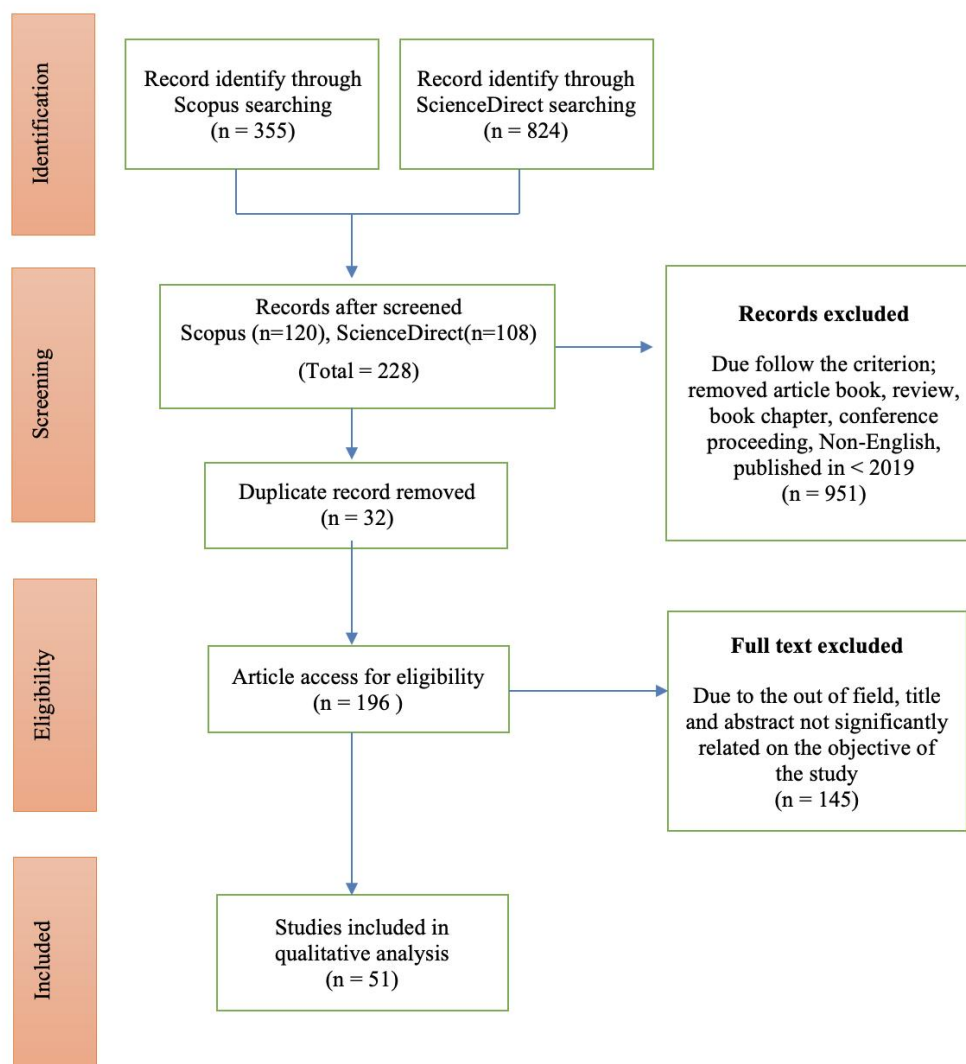 Identification
Record identify through
Scopus searching
(n = 355)
Record identify through
ScienceDirect searching
(n = 824)
Screening
Records after screened
Scopus (n=120), ScienceDirect(n=108)
(Total = 228)
Records excluded
Due follow the criterion;
removed article book, review,
book chapter, conference
proceeding, Non-English,
published in < 2019
(n = 951)
Duplicate record removed
(n = 32)
Eligibility
Article access for eligibility
(n = 196 )
Full text excluded
Due to the out of field, title
and abstract not significantly
related on the objective of
the study
(n = 145)
Included
Studies included in
qualitative analysis
(n = 51)